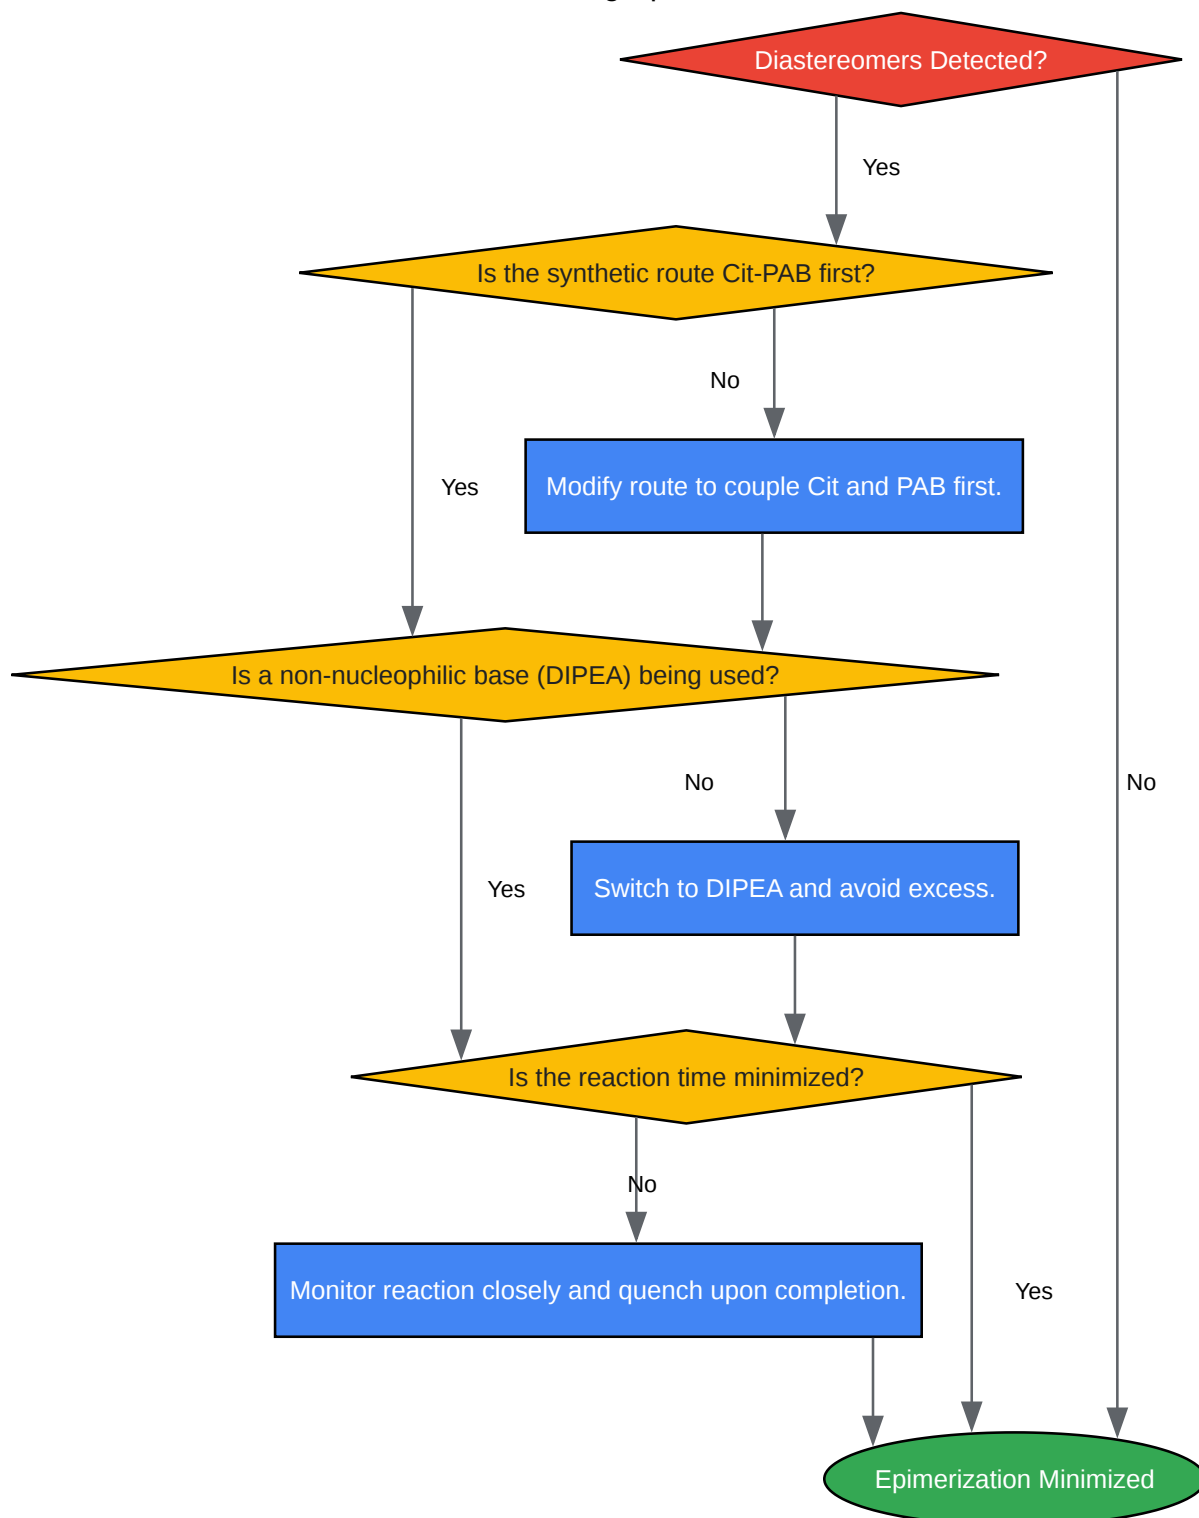 Diastereomers Detected?
Yes
Is the synthetic route Cit-PAB first?
No
Yes
Modify route to couple Cit and PAB first.
Is a non-nucleophilic base (DIPEA) being used?
No
No
Yes
Switch to DIPEA and avoid excess.
Is the reaction time minimized?
No
Monitor reaction closely and quench upon completion.
Yes
Epimerization Minimized